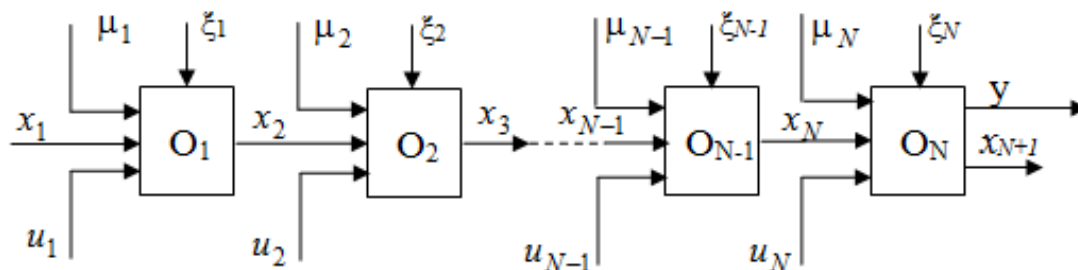 μ1 ξ1 μ2 ξ2 μN−1 ξN-1 μN ξN
x1 O1 x2 O2 x3 xN−1 ON-1 xN ON y xN+1
u1 u2 uN−1 uN